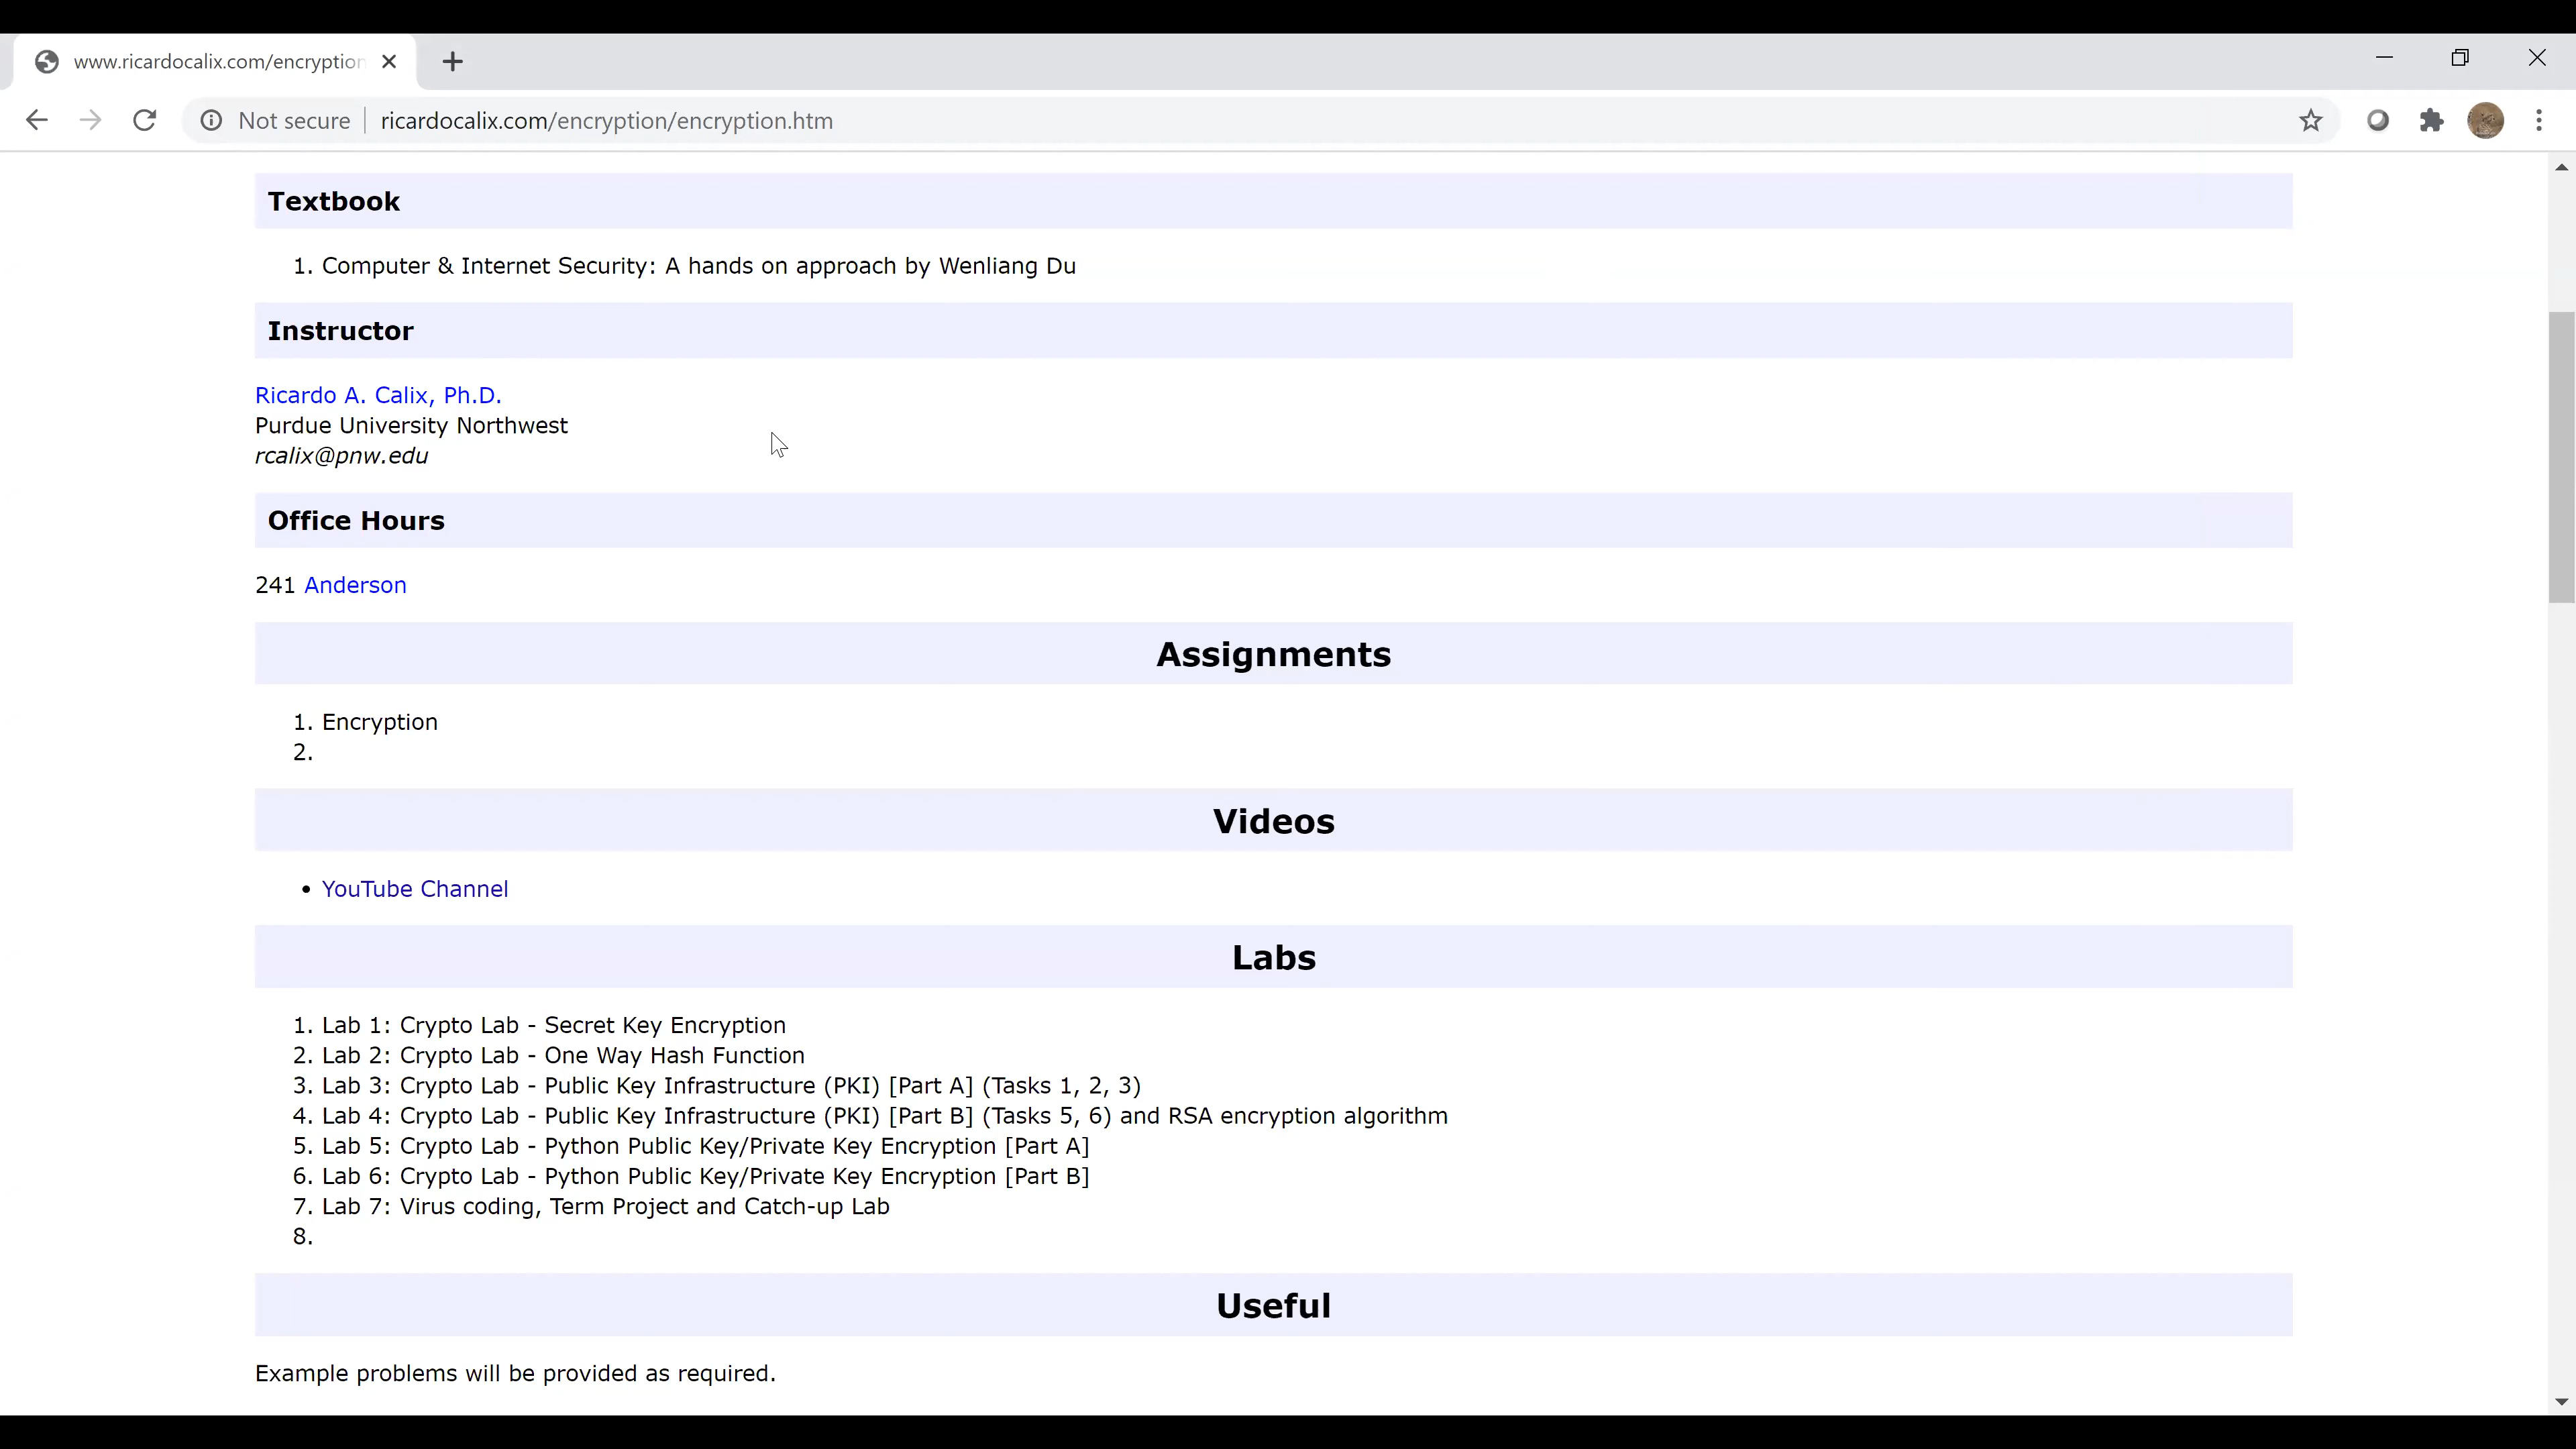 www.ricardocalix.com/encryption
Not secure ricardocalix.com/encryption/encryption.htm
Textbook
1. Computer & Internet Security: A hands on approach by Wenliang Du
Instructor
Ricardo A. Calix, Ph.D.
Purdue University Northwest
rcalix@pnw.edu
Office Hours
241 Anderson
Assignments
1. Encryption
2.
Videos
• YouTube Channel
Labs
1. Lab 1: Crypto Lab - Secret Key Encryption
2. Lab 2: Crypto Lab - One Way Hash Function
3. Lab 3: Crypto Lab - Public Key Infrastructure (PKI) [Part A] (Tasks 1, 2, 3)
4. Lab 4: Crypto Lab - Public Key Infrastructure (PKI) [Part B] (Tasks 5, 6) and RSA encryption algorithm
5. Lab 5: Crypto Lab - Python Public Key/Private Key Encryption [Part A]
6. Lab 6: Crypto Lab - Python Public Key/Private Key Encryption [Part B]
7. Lab 7: Virus coding, Term Project and Catch-up Lab
8.
Useful
Example problems will be provided as required.